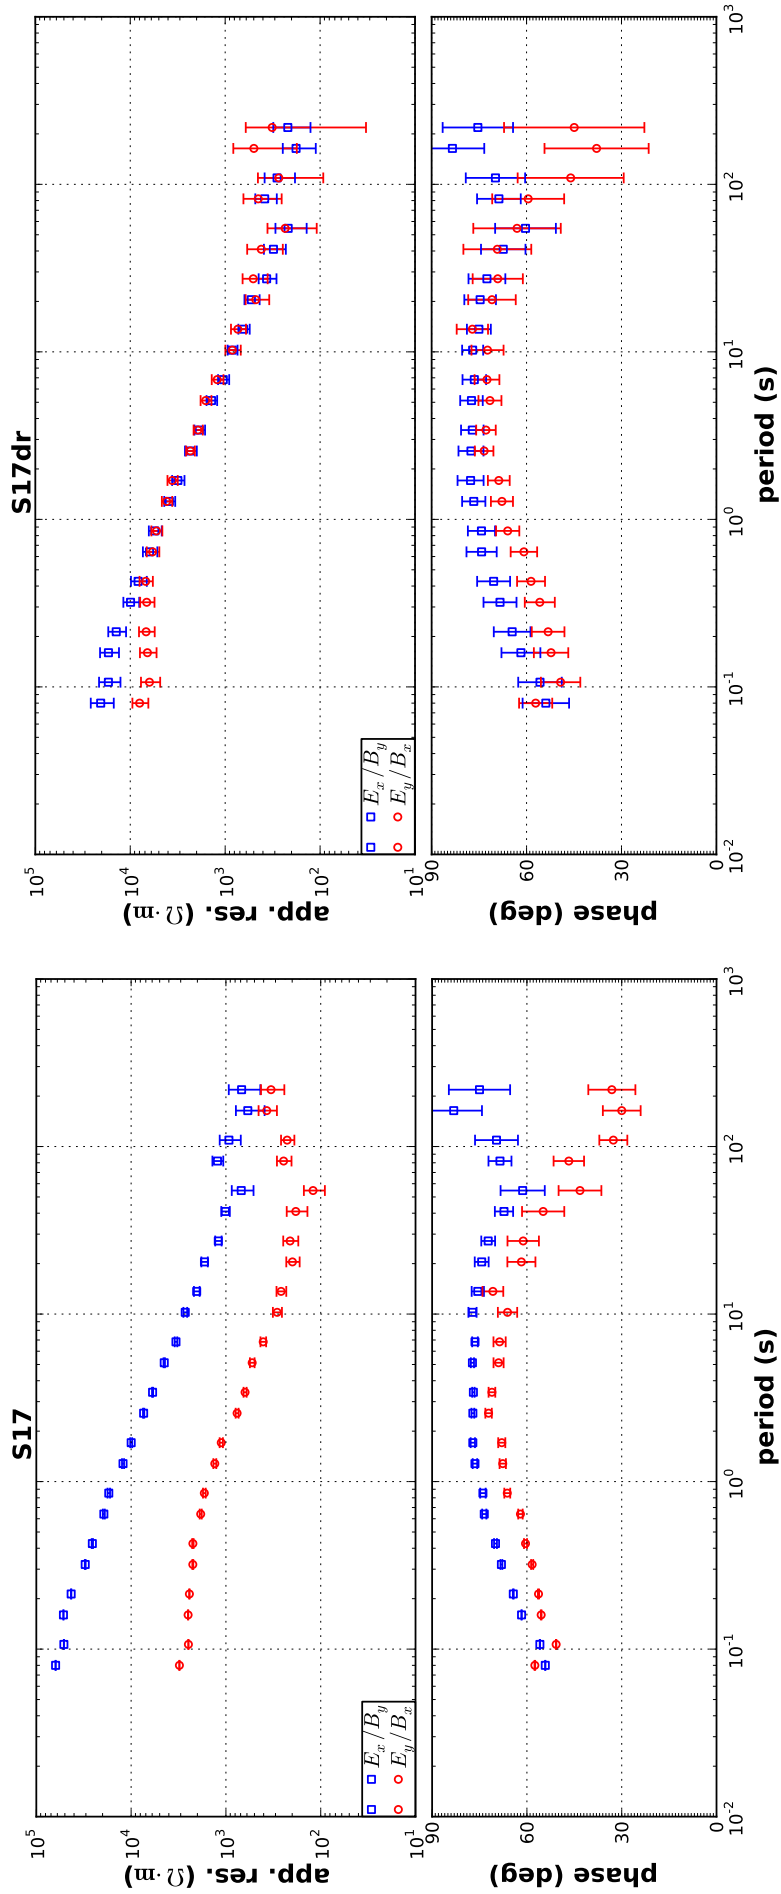 S17
10^5
10^4
10^3
10^2
10^1
app. res. (Ω·m)
E_x/B_y
E_y/B_x
90
60
30
0
phase (deg)
10^-2
10^-1
10^0
10^1
10^2
10^3
period (s)
S17dr
10^5
10^4
10^3
10^2
10^1
app. res. (Ω·m)
E_x/B_y
E_y/B_x
90
60
30
0
phase (deg)
10^-2
10^-1
10^0
10^1
10^2
10^3
period (s)